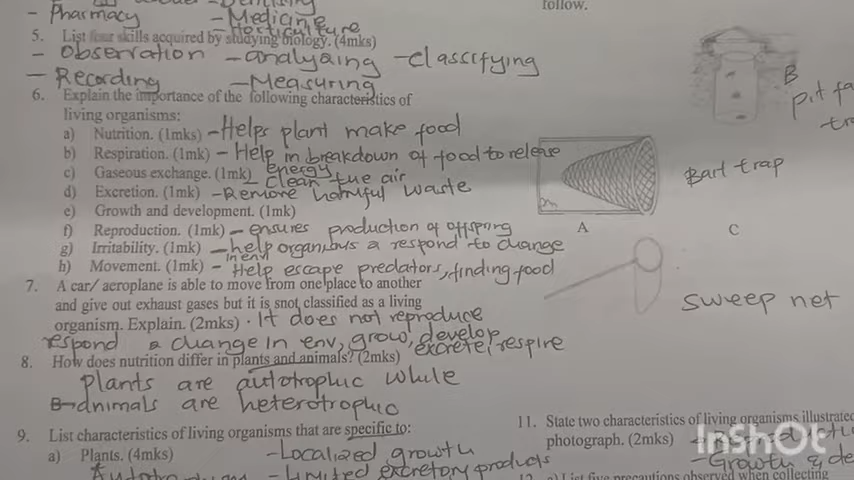 follow.
- Pharmacy - Medicine
- Horticulture
5. List four skills acquired by studying biology. (4mks)
- Observation - analyzing - classifying
- Recording - Measuring
6. Explain the importance of the following characteristics of
living organisms:
a) Nutrition. (1mks) - Helps plant make food
b) Respiration. (1mk) - Help in breakdown of food to release
energy
c) Gaseous exchange. (1mk) - clean the air
d) Excretion. (1mk) - Remove harmful waste
e) Growth and development. (1mk)
f) Reproduction. (1mk) - ensures production of offspring
g) Irritability. (1mk) - help organisms a respond to change
in env
h) Movement. (1mk) - Help escape predators, finding food
7. A car/ aeroplane is able to move from one place to another
and give out exhaust gases but it is snot classified as a living
organism. Explain. (2mks) . It does not reproduce
respond a change in env, grow, develop
excrete, respire
8. How does nutrition differ in plants and animals? (2mks)
plants are autotrophic while
animals are heterotrophic
9. List characteristics of living organisms that are specific to:
a) Plants. (4mks) - Localized growth
- Limited excretory products
B
pit
Bait trap
A
C
sweep net
11. State two characteristics of living organisms illustrated
photograph. (2mks)
- Growth & de
12. a) List five precautions observed when collecting
InShot